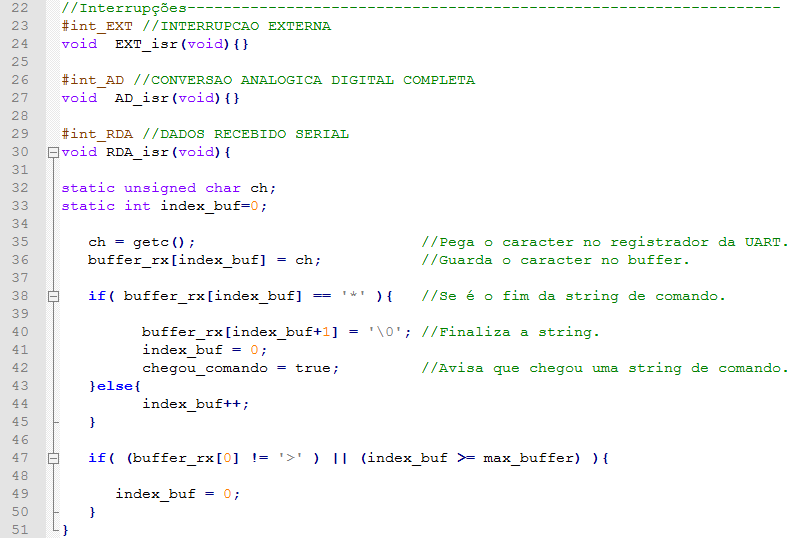 22 //Interrupções------------------------------------------------------------------
23 #int_EXT //INTERRUPCAO EXTERNA
24 void  EXT_isr(void){}
25
26 #int_AD //CONVERSAO ANALOGICA DIGITAL COMPLETA
27 void  AD_isr(void){}
28
29 #int_RDA //DADOS RECEBIDO SERIAL
30 void RDA_isr(void){
31
32 static unsigned char ch;
33 static int index_buf=0;
34
35    ch = getc();                         //Pega o caracter no registrador da UART.
36    buffer_rx[index_buf] = ch;           //Guarda o caracter no buffer.
37
38    if( buffer_rx[index_buf] == '*' ){   //Se é o fim da string de comando.
39
40          buffer_rx[index_buf+1] = '\0'; //Finaliza a string.
41          index_buf = 0;
42          chegou_comando = true;         //Avisa que chegou uma string de comando.
43    }else{
44          index_buf++;
45    }
46
47    if( (buffer_rx[0] != '>' ) || (index_buf >= max_buffer) ){
48
49       index_buf = 0;
50    }
51 }